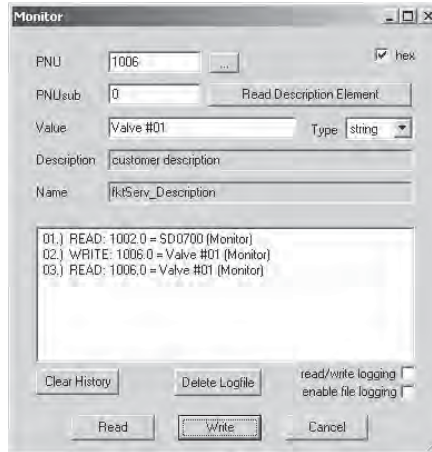 Monitor
PNU 1006 ... hex
PNUsub 0 Read Description Element
Value Valve #01 Type string
Description customer description
Name fktServ_Description
01.) READ: 1002.0 = SD0700 (Monitor)
02.) WRITE: 1006.0 = Valve #01 (Monitor)
03.) READ: 1006.0 = Valve #01 (Monitor)
Clear History Delete Logfile read/write logging
enable file logging
Read Write Cancel